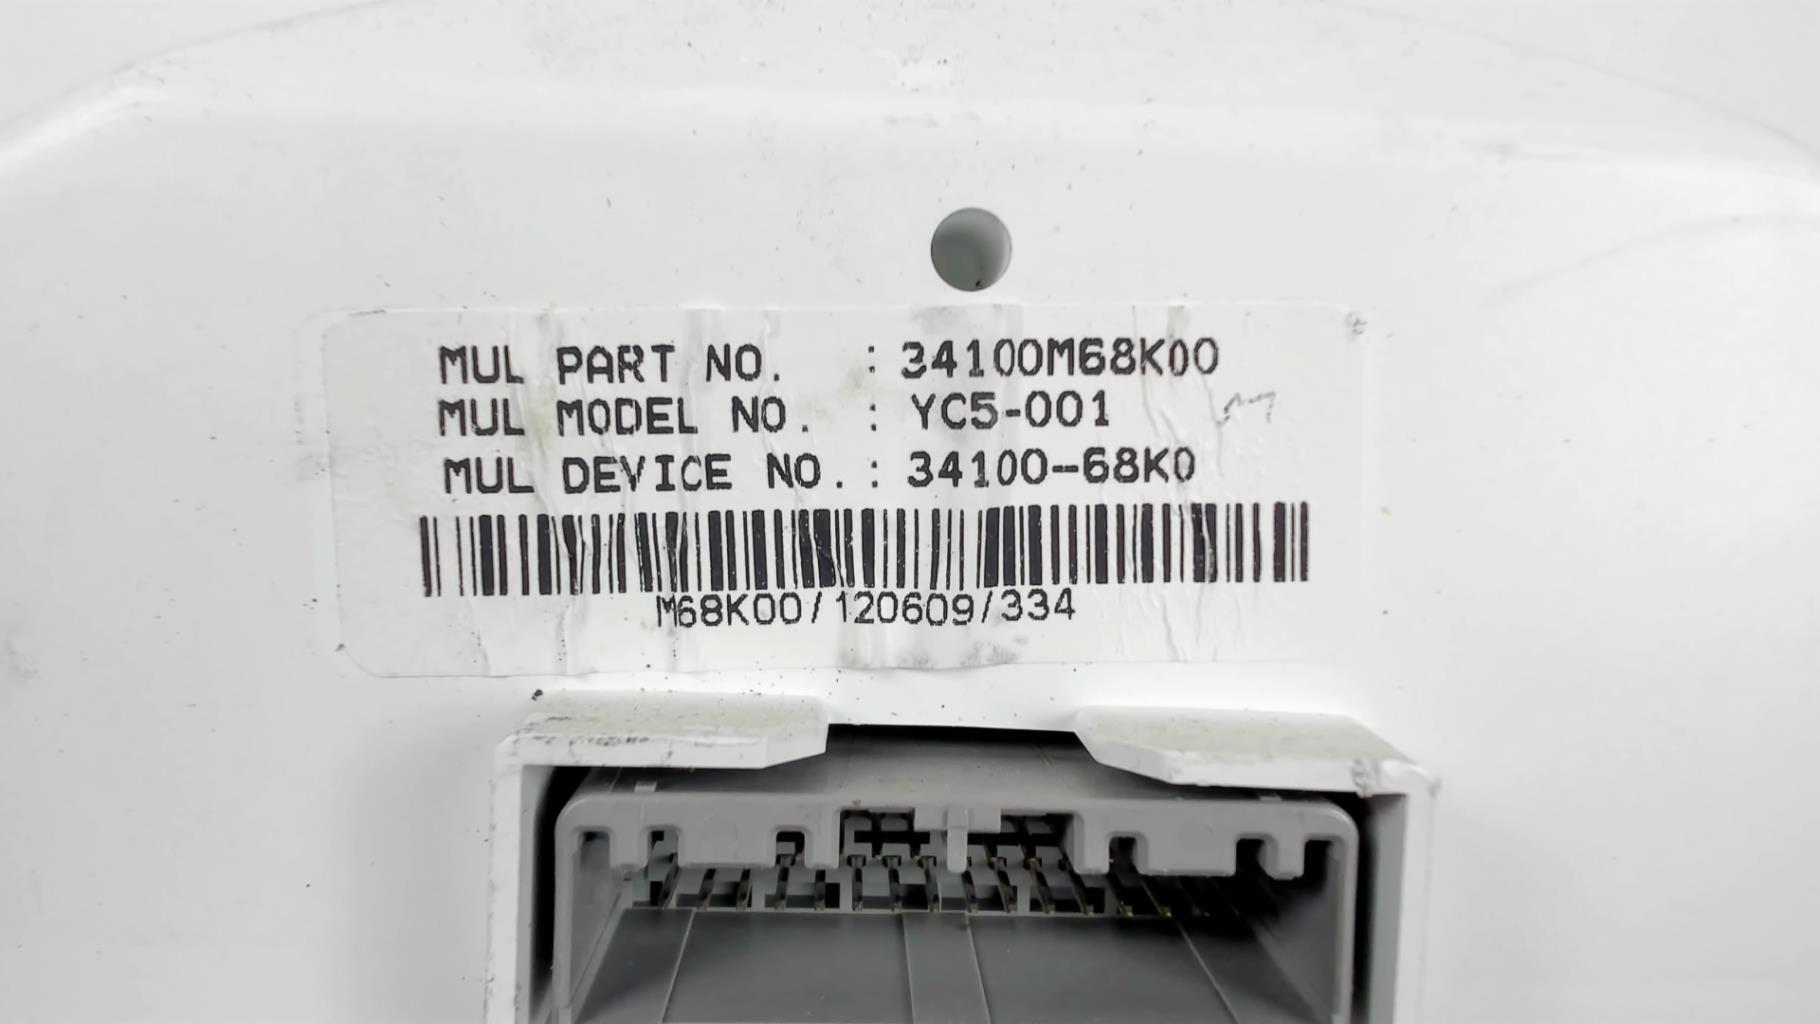 MUL PART NO. : 34100M68K00
MUL MODEL NO. : YC5-001
MUL DEVICE NO. : 34100-68K0
M68K00/120609/334